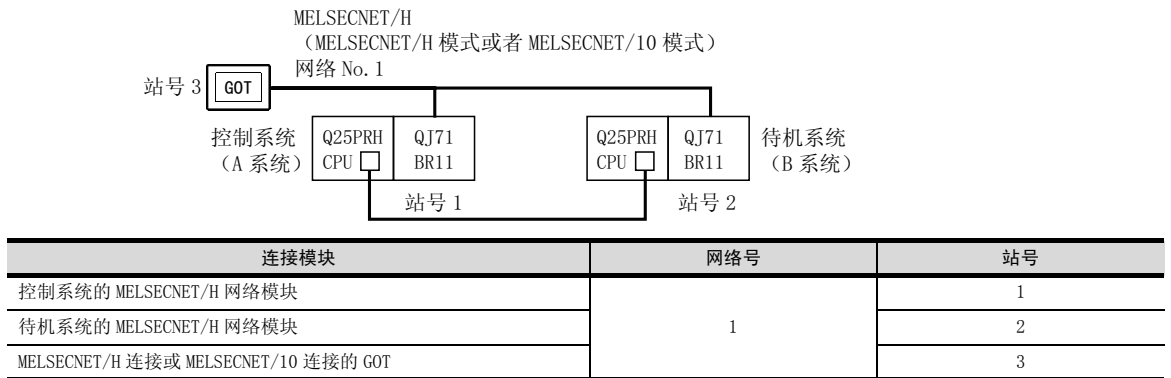 MELSECNET/H
（MELSECNET/H 模式或者 MELSECNET/10 模式）
网络 No.1
站号 3 GOT
控制系统
（A 系统）
Q25PRH
CPU
QJ71
BR11
Q25PRH
CPU
QJ71
BR11
待机系统
（B 系统）
站号 1
站号 2
连接模块 网络号 站号
控制系统的 MELSECNET/H 网络模块 1
待机系统的 MELSECNET/H 网络模块 1 2
MELSECNET/H 连接或 MELSECNET/10 连接的 GOT 3